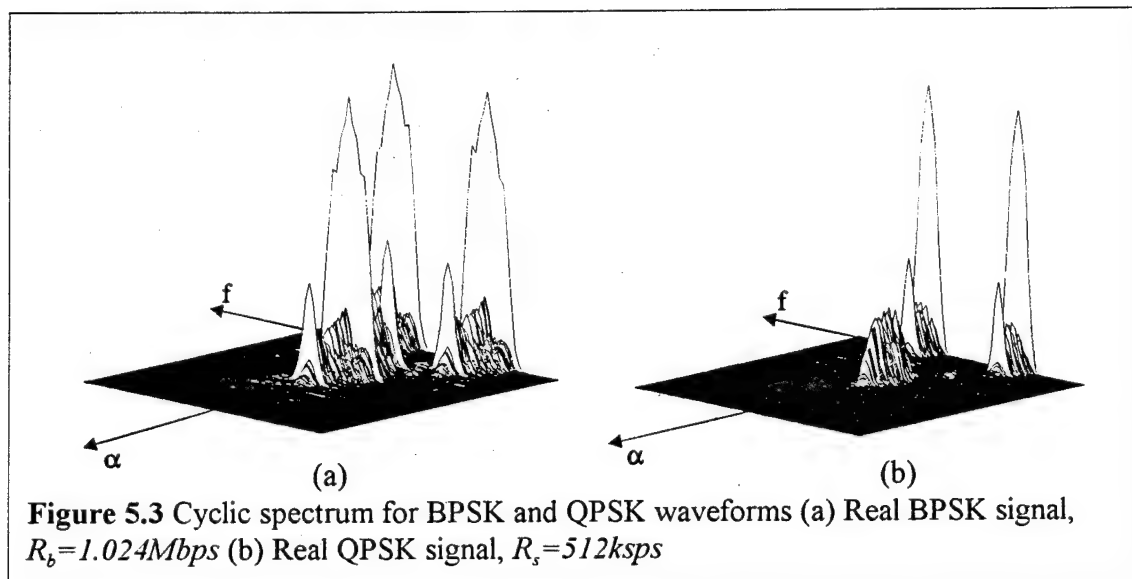 f
α
(a)
f
α
(b)
Figure 5.3 Cyclic spectrum for BPSK and QPSK waveforms (a) Real BPSK signal,
R_b=1.024Mbps (b) Real QPSK signal, R_s=512ksps